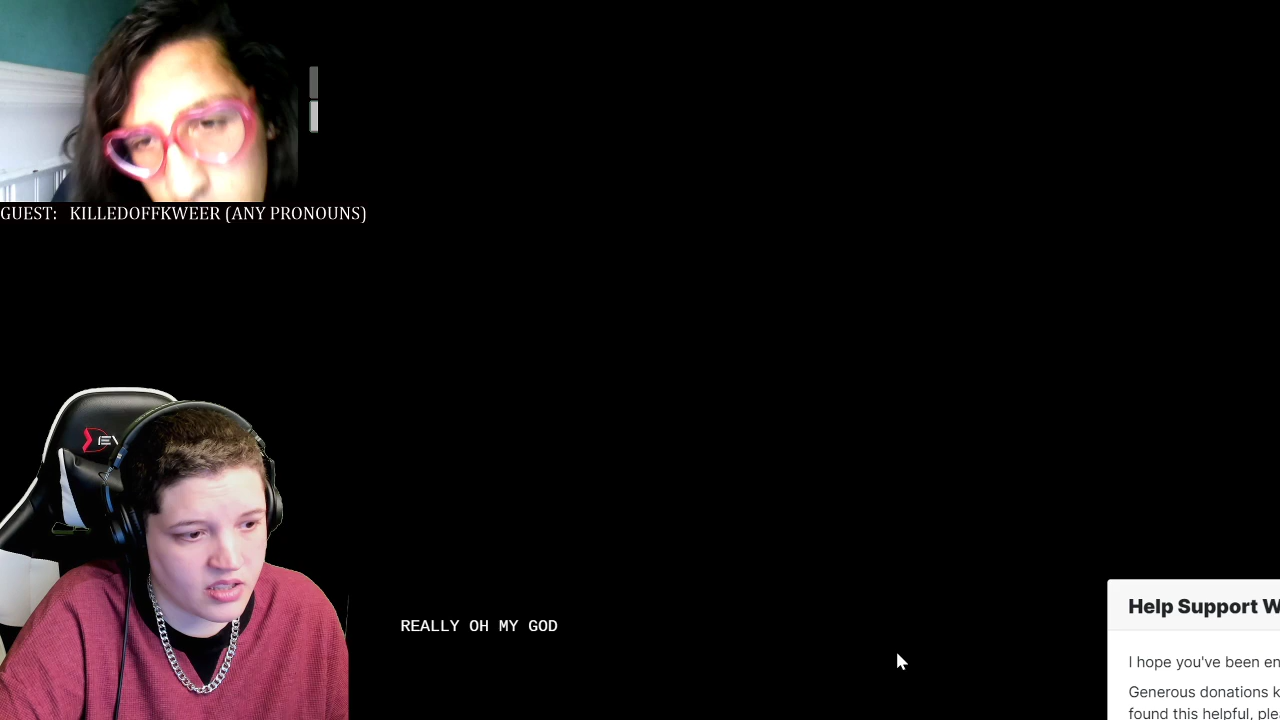 GUEST: KILLEDOFFKWEER (ANY PRONOUNS)
REALLY OH MY GOD
Help Support W
I hope you've been en
Generous donations k
found this helpful, ple